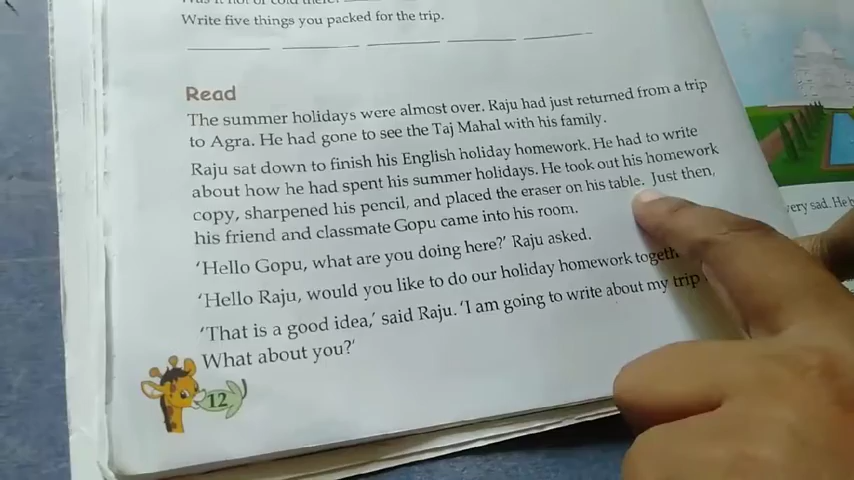 Write five things you packed for the trip.
Read
The summer holidays were almost over. Raju had just returned from a trip
to Agra. He had gone to see the Taj Mahal with his family.
Raju sat down to finish his English holiday homework. He had to write
about how he had spent his summer holidays. He took out his homework
copy, sharpened his pencil, and placed the eraser on his table. Just then,
his friend and classmate Gopu came into his room.
'Hello Gopu, what are you doing here?' Raju asked.
'Hello Raju, would you like to do our holiday homework
'That is a good idea,' said Raju. 'I am going to write about my trip
What about you?'
12
very sad. He